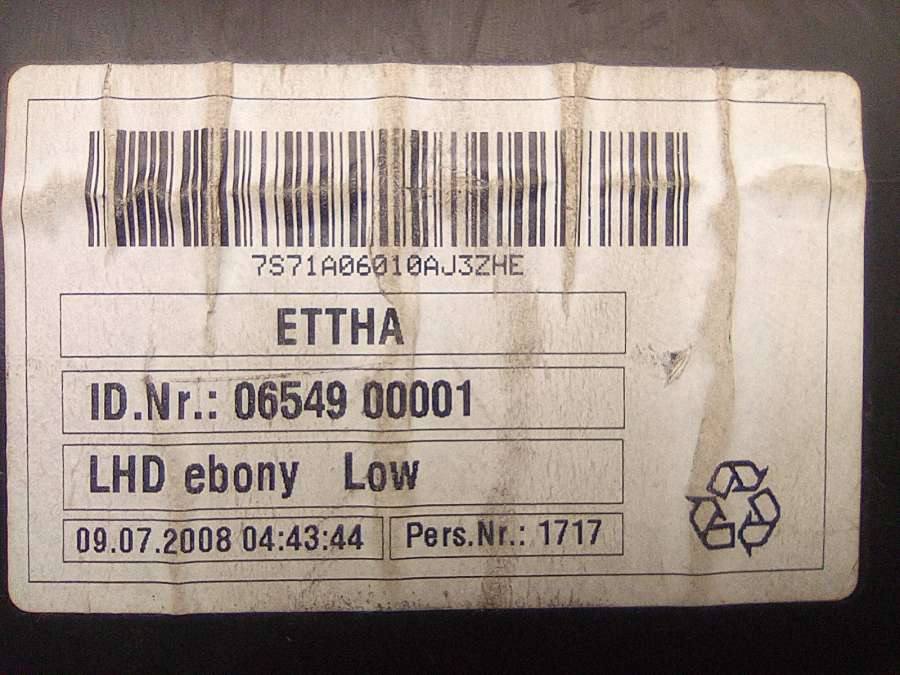 7S71A06010AJ3ZHE
ETTHA
ID.Nr.: 06549 00001
LHD ebony Low
09.07.2008 04:43:44 Pers.Nr.: 1717